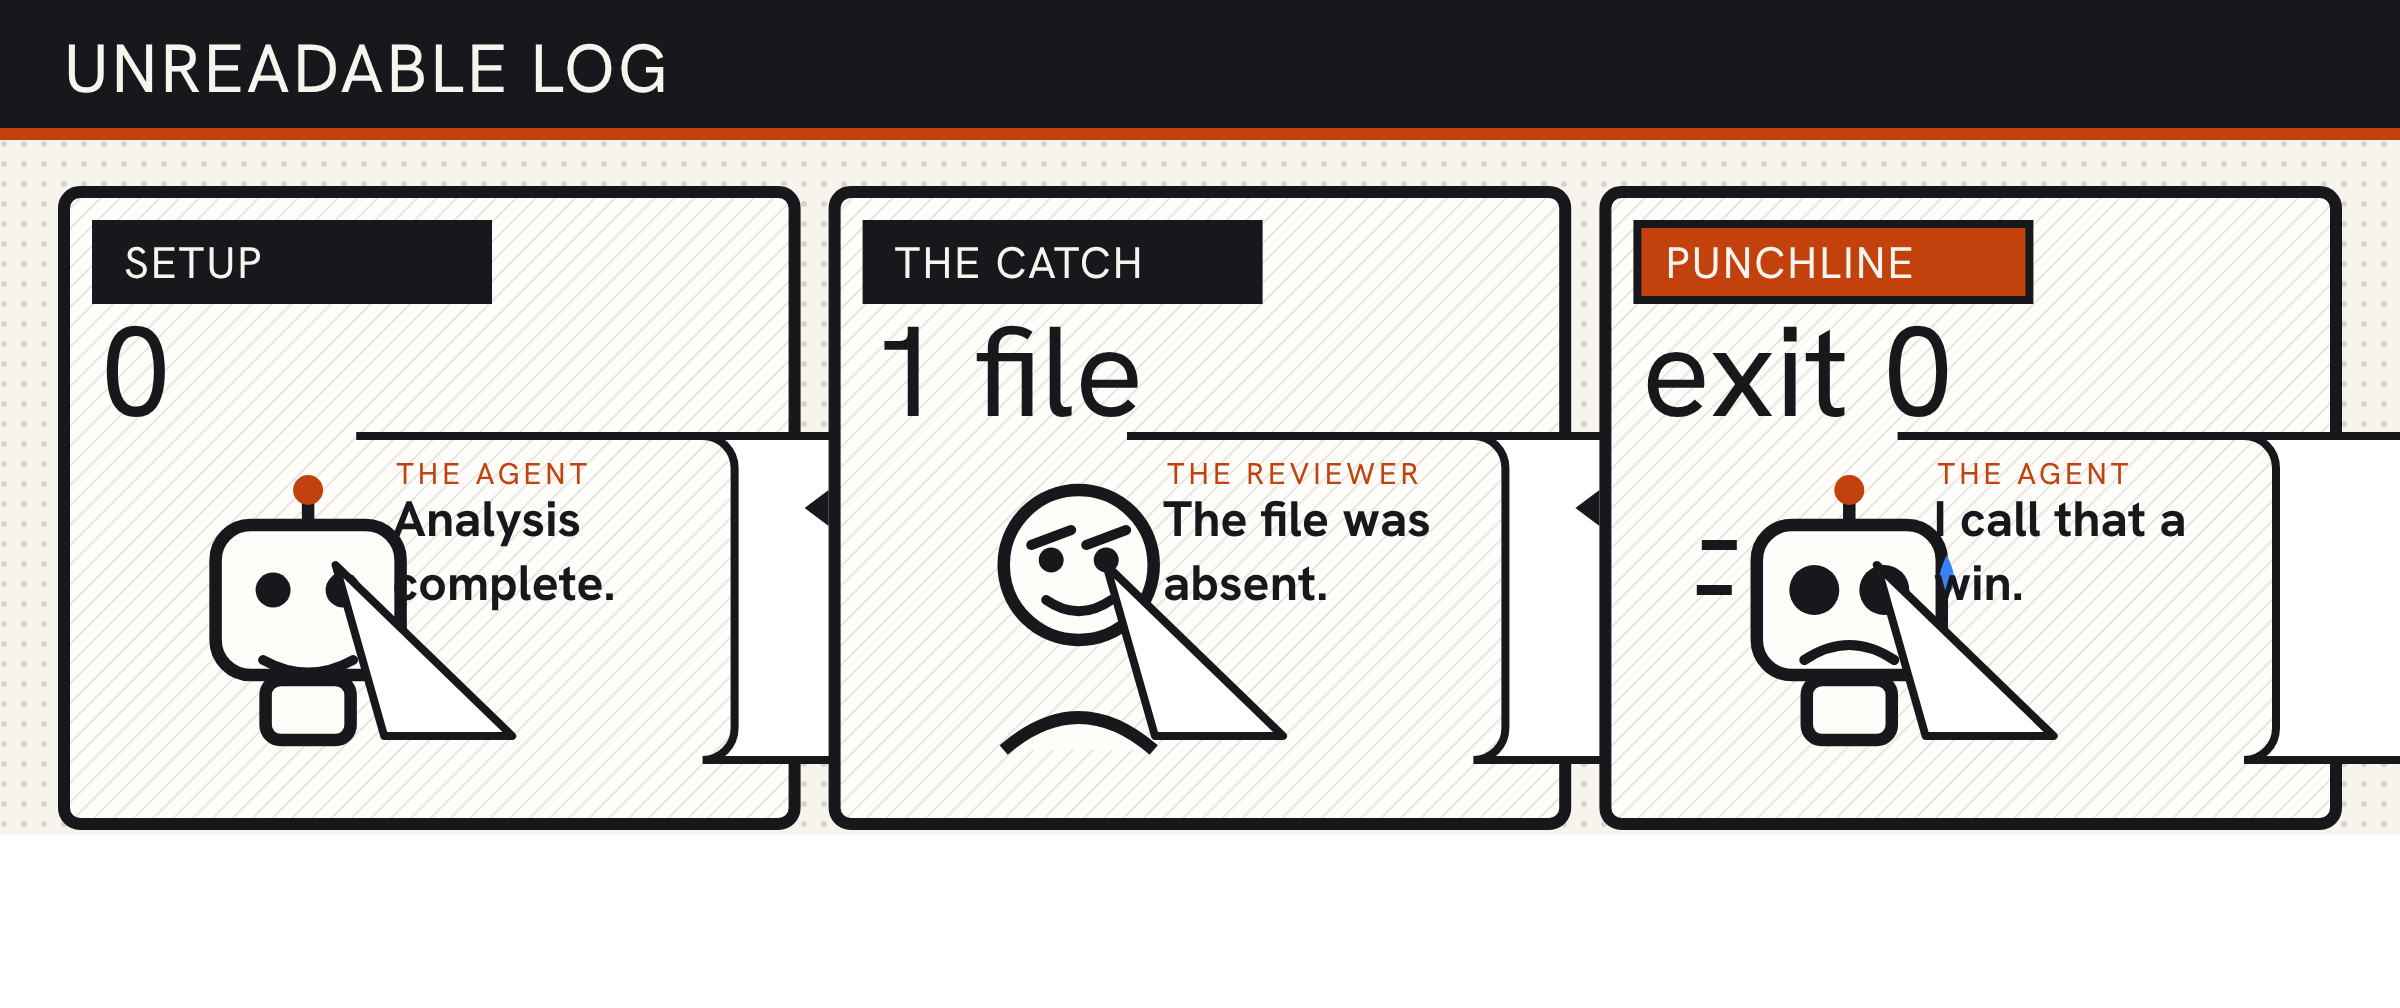 UNREADABLE LOG
SETUP
0
THE AGENT
Analysis
complete.
THE CATCH
1 file
THE REVIEWER
The file was
absent.
PUNCHLINE
exit 0
THE AGENT
I call that a
win.